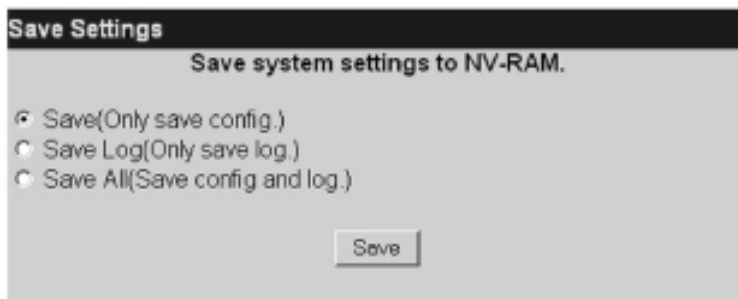 Save Settings
Save system settings to NV-RAM.
Save(Only save config.)
Save Log(Only save log.)
Save All(Save config and log.)
Save